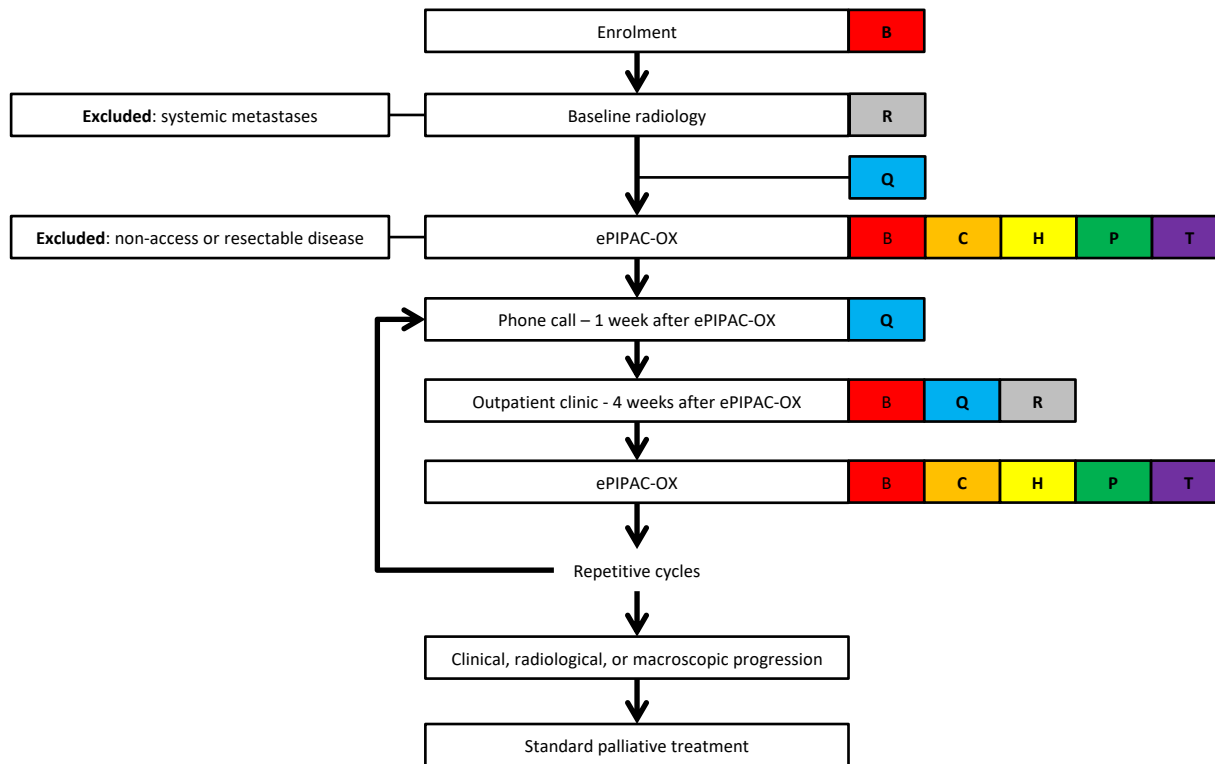 Enrolment B
Excluded: systemic metastases Baseline radiology R
Q
Excluded: non-access or resectable disease ePIPAC-OX B C H P T
Phone call – 1 week after ePIPAC-OX Q
Outpatient clinic - 4 weeks after ePIPAC-OX B Q R
ePIPAC-OX B C H P T
Repetitive cycles
Clinical, radiological, or macroscopic progression
Standard palliative treatment